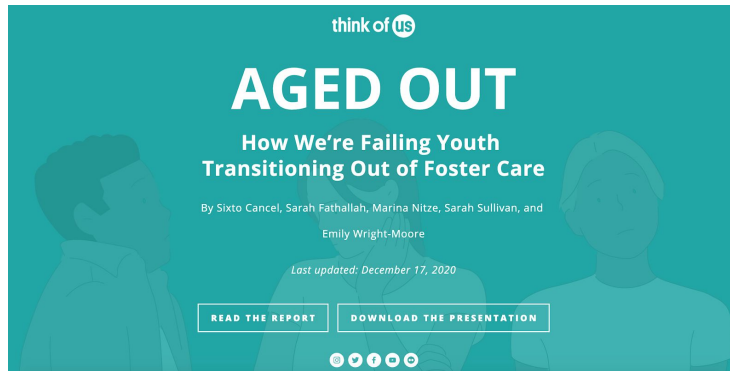 think of us
AGED OUT
How We're Failing Youth
Transitioning Out of Foster Care
By Sixto Cancel, Sarah Fathallah, Marina Nitze, Sarah Sullivan, and
Emily Wright-Moore
Last updated: December 17, 2020
READ THE REPORT
DOWNLOAD THE PRESENTATION